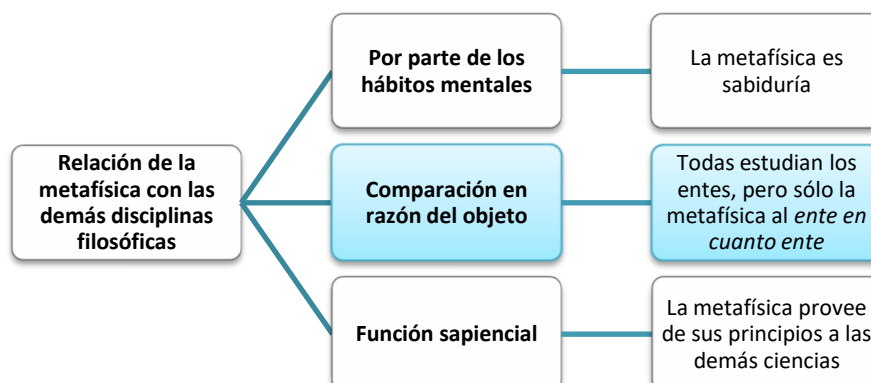 Relación de la
metafísica con las
demás disciplinas
filosóficas
Por parte de los
hábitos mentales
La metafísica es
sabiduría
Comparación en
razón del objeto
Todas estudian los
entes, pero sólo la
metafísica al ente en
cuanto ente
Función sapiencial
La metafísica provee
de sus principios a las
demás ciencias